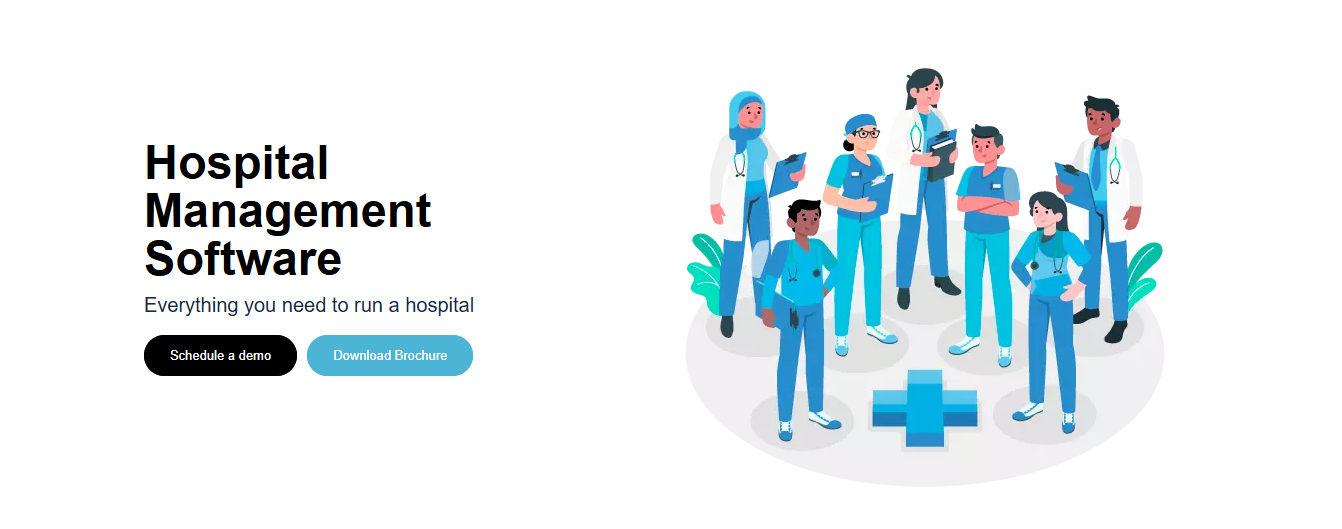 Hospital
Management
Software
Everything you need to run a hospital
Schedule a demo
Download Brochure